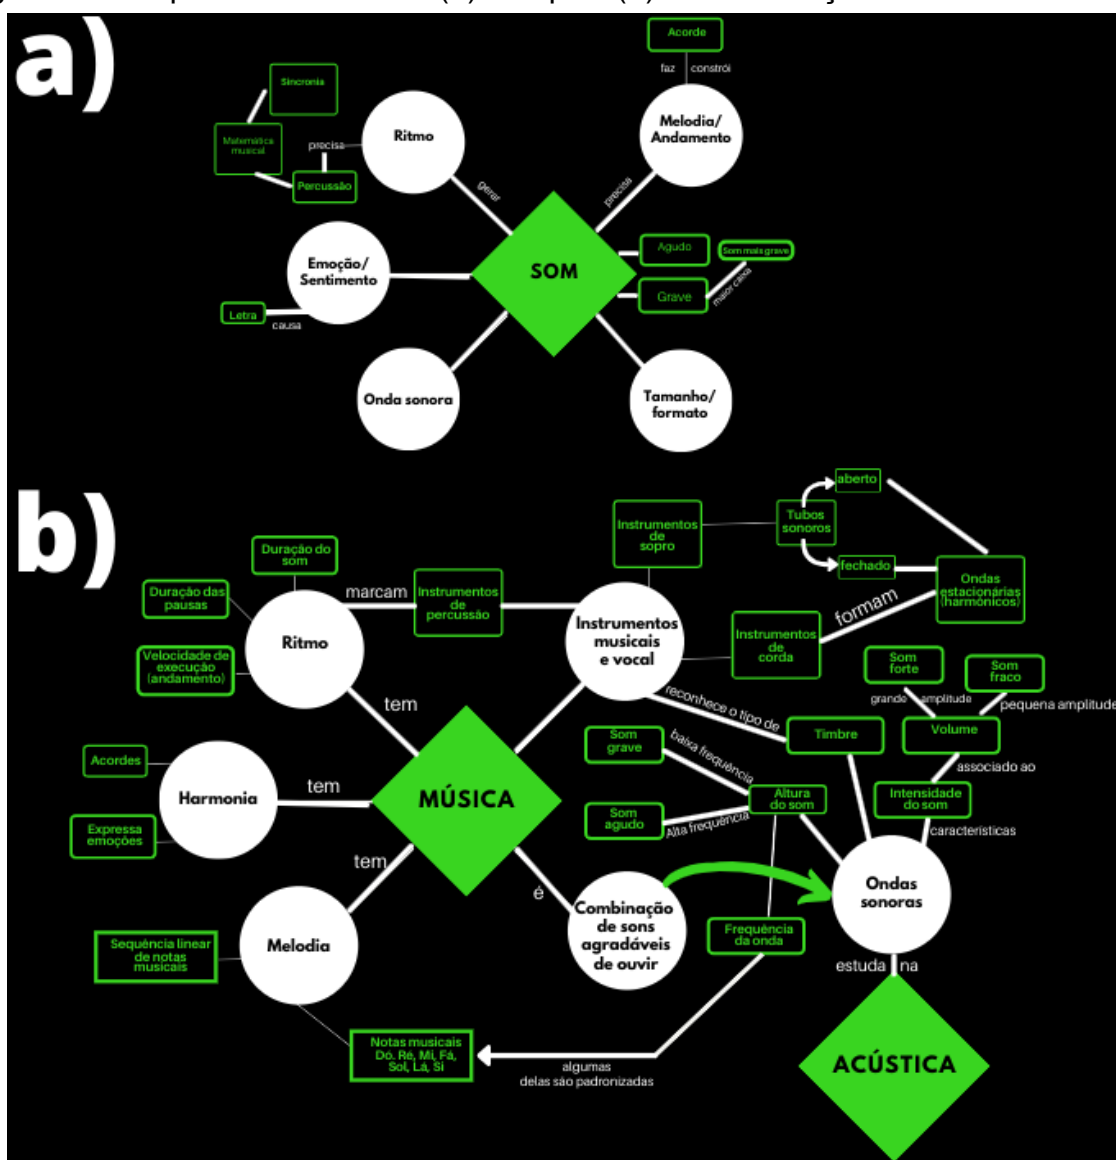 a)
Acorde
faz constrói
Melodia/
Andamento
Sincronia
Matemática
musical
precisa
Percussão
Ritmo
gerar
precisa
Emoção/
Sentimento
Letra
causa
SOM
Agudo
Som mais grave
Grave
maior caixa
Onda sonora
Tamanho/
formato
b)
aberto
Tubos
sonoros
fechado
Instrumentos
de
sopro
Ondas
estacionárias
(harmônicos)
formam
Duração do
som
Duração das
pausas
Velocidade de
execução
(andamento)
Ritmo
marcam
Instrumentos
de
percussão
Instrumentos
musicais
e vocal
Instrumentos
de
corda
Som
forte
Som
fraco
grande amplitude
pequena amplitude
reconhece o tipo de
Timbre
Volume
associado ao
tem
Som
grave
baixa frequência
Acordes
Harmonia
tem
MÚSICA
Altura
do som
Intensidade
do som
Expressa
emoções
Som
agudo
Alta frequência
características
tem
é
Ondas
sonoras
Combinação
de sons
agradáveis
de ouvir
Sequência linear
de notas
musicais
Melodia
Frequência
da onda
estuda na
Notas musicais
Dó. Ré, Mi, Fá,
Sol, Lá, Si
algumas
delas são padronizadas
ACÚSTICA